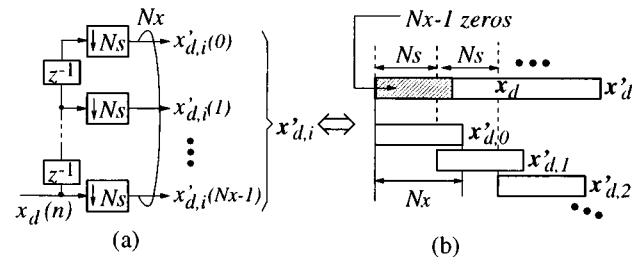 Nx
↓Ns x'd,i(0)
z⁻¹
↓Ns x'd,i(1)
x'd,i
z⁻¹
↓Ns x'd,i(Nx-1)
xd(n)
(a)
⇔
Nx-1 zeros
Ns Ns
xd x'd
x'd,0
x'd,1
Nx x'd,2
(b)